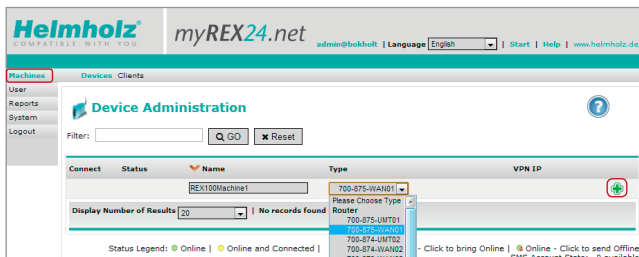 Helmholz®
COMPATIBLE WITH YOU
myREX24.net
admin@bokholt | Language English | Start | Help | www.helmholz.de
Machines
Devices Clients
User
Reports
System
Logout
Device Administration
Filter: GO Reset
Connect Status Name Type VPN IP
REX100Machine1 700-875-WAN01
Please Choose Type
Display Number of Results 20 | No records found
Router
700-875-UMT01
700-875-WAN01
700-874-UMT02
700-874-WAN02
Status Legend: Online | Online and Connected | - Click to bring Online | Online - Click to send Offline